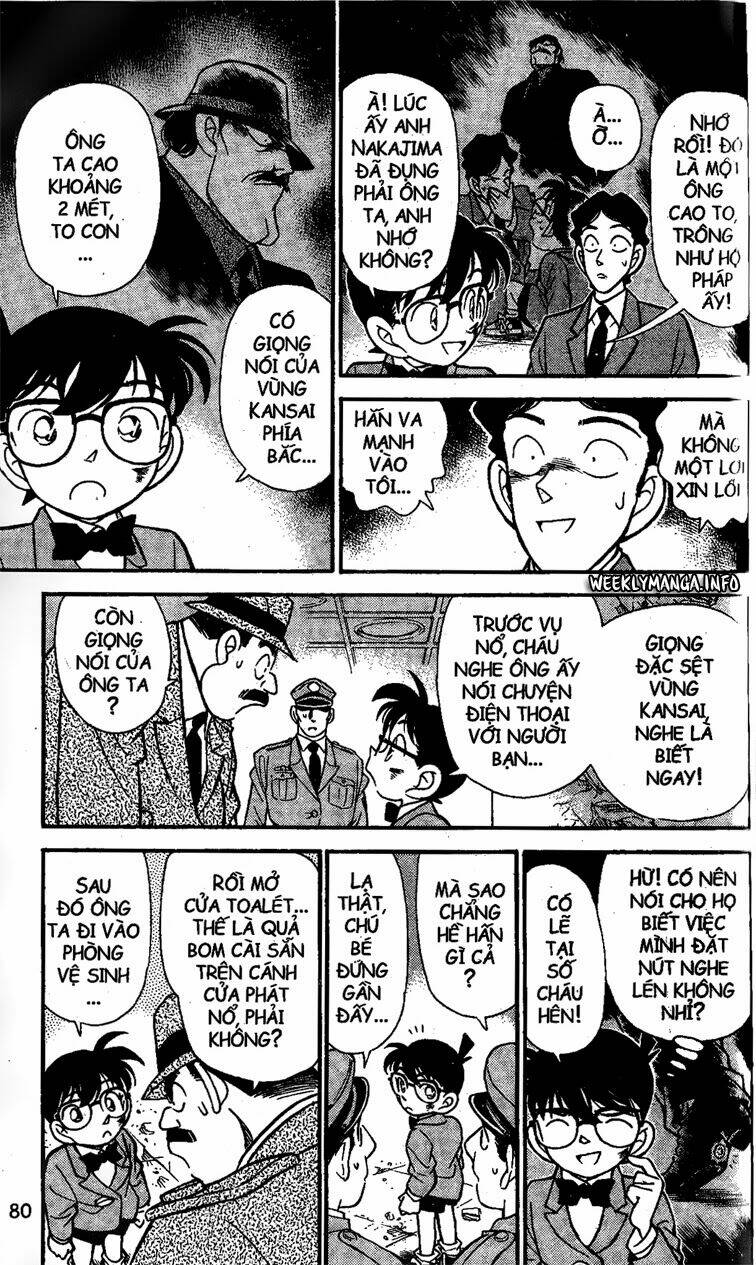 ÔNG
TA CAO
KHOẢNG
2 MÉT,
TO CON
...
CÓ
GIỌNG
NÓI CỦA
VÙNG
KANSAI
PHÍA
BẮC...
À! LÚC
ẤY ANH
NAKAJIMA
ĐÃ ĐỤNG
PHẢI ÔNG
TA, ANH
NHỚ
KHÔNG?
À...
Ờ...
NHỚ
RỒI! ĐÓ
LÀ MỘT
ÔNG
CAO TO,
TRÔNG
NHƯ HỘ
PHÁP
ẤY!
HẮN VA
MẠNH
VÀO
TÔI...
MÀ
KHÔNG
MỘT LỜI
XIN LỖI
WEEKLYMANGA.INFO
CÒN
GIỌNG
NÓI CỦA
ÔNG TA
?
TRƯỚC VỤ
NỔ, CHÁU
NGHE ÔNG ẤY
NÓI CHUYỆN
ĐIỆN THOẠI
VỚI NGƯỜI
BẠN...
GIỌNG
ĐẶC SỆT
VÙNG
KANSAI,
NGHE LÀ
BIẾT
NGAY!
SAU
ĐÓ ÔNG
TA ĐI VÀO
PHÒNG
VỆ SINH
...
RỒI MỞ
CỬA TOALÉT...
THẾ LÀ QUẢ
BOM CÀI SẴN
TRÊN CÁNH
CỬA PHÁT
NỔ, PHẢI
KHÔNG?
LẠ
THẬT,
CHÚ
BÉ
ĐỨNG
GẦN
ĐẤY...
MÀ SAO
CHẲNG
HỀ HẤN
GÌ CẢ
?
CÓ
LẼ
TẠI
SỐ
CHÁU
HÊN!
HỪ! CÓ NÊN
NÓI CHO HỌ
BIẾT VIỆC
MÌNH ĐẶT
NÚT NGHE
LÉN KHÔNG
NHỈ?
80